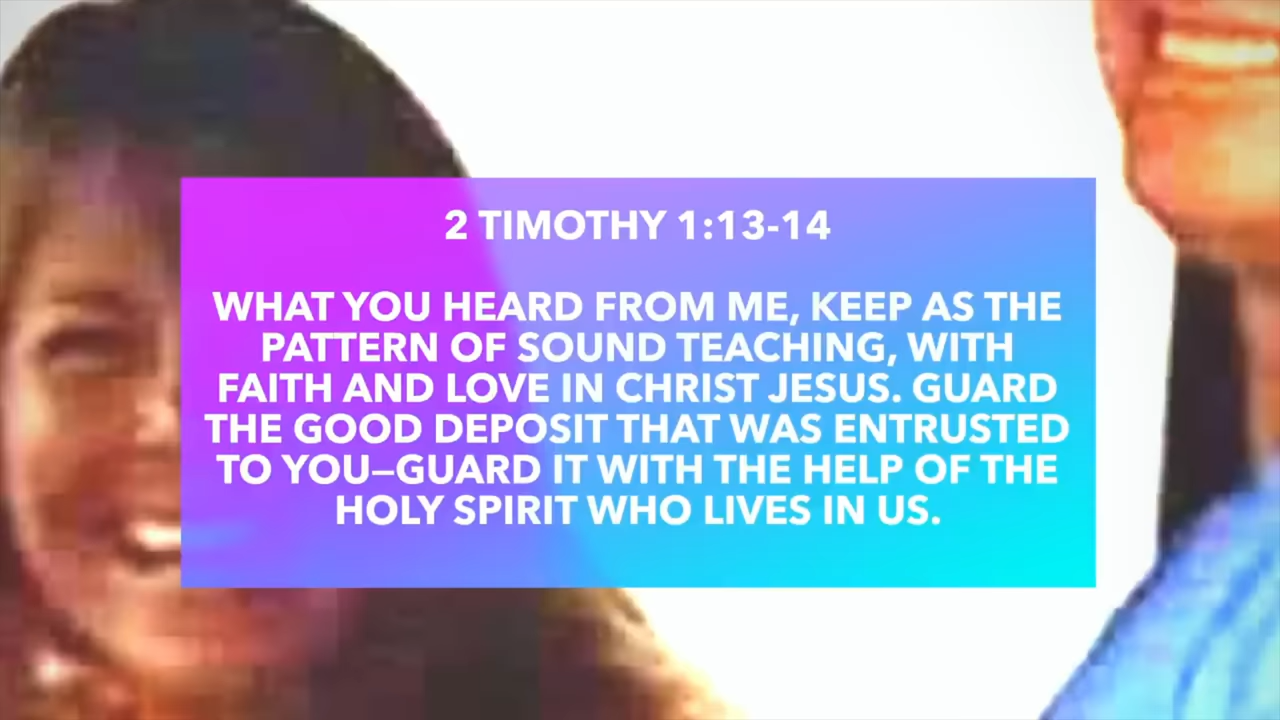 2 TIMOTHY 1:13-14
WHAT YOU HEARD FROM ME, KEEP AS THE
PATTERN OF SOUND TEACHING, WITH
FAITH AND LOVE IN CHRIST JESUS. GUARD
THE GOOD DEPOSIT THAT WAS ENTRUSTED
TO YOU—GUARD IT WITH THE HELP OF THE
HOLY SPIRIT WHO LIVES IN US.